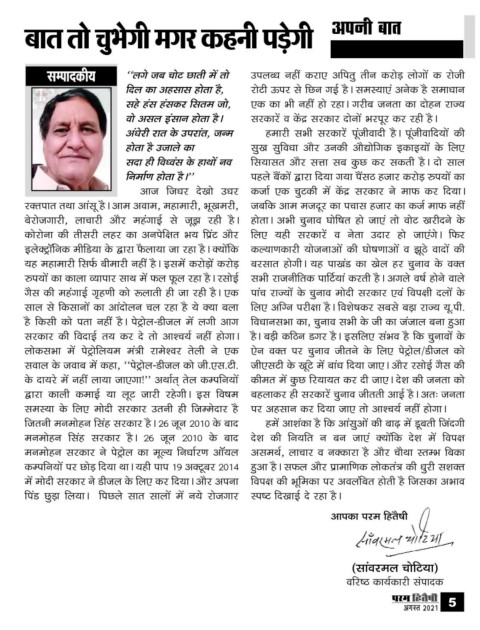 बात तो चुभेगी मगर कहनी पड़ेगी
अपनी बात
सम्पादकीय
''लगे जब चोट छाती में तो
दिल का अहसास होता है,
सहे हंस हंसकर सितम जो,
वो असल इंसान होता है।
अंधेरी रात के उपरांत, जन्म
होता है उजाले का
सदा ही विध्वंस के हाथों नव
निर्माण होता है।''
आज जिधर देखो उधर
रक्तपात तथा आंसू है। आम अवाम, महामारी, भूखमरी,
बेरोजगारी, लाचारी और महंगाई से जूझ रही है।
कोरोना की तीसरी लहर का अनपेक्षित भय प्रिंट और
इलेक्ट्रॉनिक मीडिया के द्वारा फैलाया जा रहा है। क्योंकि
यह महामारी सिर्फ बीमारी नहीं है। इसमें करोड़ों करोड़
रुपयों का काला व्यापार साथ में फल फूल रहा है। रसोई
गैस की महंगाई गृहणी को रूलाती ही जा रही है। एक
साल से किसानों का आंदोलन चल रहा है ये क्या बला
है किसी को पता नहीं है। पेट्रोल-डीजल में लगी आग
सरकार की विदाई तय कर दे तो आश्चर्य नहीं होगा।
लोकसभा में पेट्रोलियम मंत्री रामेश्वर तेली ने एक
सवाल के जवाब में कहा, ''पेट्रोल-डीजल को जी.एस.टी.
के दायरे में नहीं लाया जाएगा!'' अर्थात् तेल कम्पनियों
द्वारा काली कमाई या लूट जारी रहेगी। इस विषम
समस्या के लिए मोदी सरकार उतनी ही जिम्मेदार है
जितनी मनमोहन सिंह सरकार है। 26 जून 2010 के बाद
मनमोहन सिंह सरकार है। 26 जून 2010 के बाद
मनमोहन सरकार ने पेट्रोल का मूल्य निर्धारण ऑयल
कम्पनियों पर छोड़ दिया था। यही पाप 19 अक्टूबर 2014
में मोदी सरकार ने डीजल के लिए कर दिया। और अपना
पिंड छुड़ा लिया। पिछले सात सालों में नये रोजगार
उपलब्ध नहीं कराए अपितु तीन करोड़ लोगों क रोजी
रोटी ऊपर से छिन गई है। समस्याएं अनेक है समाधान
एक का भी नहीं हो रहा। गरीब जनता का दोहन राज्य
सरकारें व केंद्र सरकार दोनों भरपूर कर रही है।
हमारी सभी सरकारें पूंजीवादी है। पूंजीवादियों की
सुख सुविधा और उनकी औद्योगिक इकाइयों के लिए
सियासत और सत्ता सब कुछ कर सकती है। दो साल
पहले बैंकों द्वारा दिया गया पैंसठ हजार करोड़ रुपयों का
कर्जा एक चुटकी में केंद्र सरकार ने माफ कर दिया।
जबकि आम मजदूर का पचास हजार का कर्ज माफ नहीं
होता। अभी चुनाव घोषित हो जाएं तो वोट खरीदने के
लिए यही सरकारें व नेता उदार हो जाएंगे। फिर
कल्याणकारी योजनाओं की घोषणाओं व झूठे वादों की
बरसात होगी। यह पाखंड का खेल हर चुनाव के वक्त
सभी राजनीतिक पार्टियां करती है। अगले वर्ष होने वाले
पांच राज्यों के चुनाव मोदी सरकार एवं विपक्षी दलों के
लिए अग्नि परीक्षा है। विशेषकर सबसे बड़ा राज्य यू.पी.
विधानसभा का, चुनाव सभी के जी का जंजाल बना हुआ
है। बड़ी कठिन डगर है। इसलिए संभव है कि चुनावों के
ऐन वक्त पर चुनाव जीतने के लिए पेट्रोल/डीजल को
जीएसटी के खूंटे में बांध दिया जाए। और रसोई गैस की
कीमत में कुछ रियायत कर दी जाए। देश की जनता को
बहलाकर ही सरकारें चुनाव जीतती आई है। अतः जनता
पर अहसान कर दिया जाए तो आश्चर्य नहीं होगा।
हमें आशंका है कि आंसुओं की बाढ़ में डूबती जिंदगी
देश की नियति न बन जाएं क्योंकि देश में विपक्ष
असमर्थ, लाचार व नक्कारा है और चौथा स्तम्भ बिका
हुआ है। सफल और प्रामाणिक लोकतंत्र की धुरी सशक्त
विपक्ष की भूमिका पर अवलंबित होती है जिसका अभाव
स्पष्ट दिखाई दे रहा है।
आपका परम हितैषी
साँवरमल चोटिया
(सांवरमल चोटिया)
वरिष्ठ कार्यकारी संपादक
परम हितैषी
अगस्त 2021
5